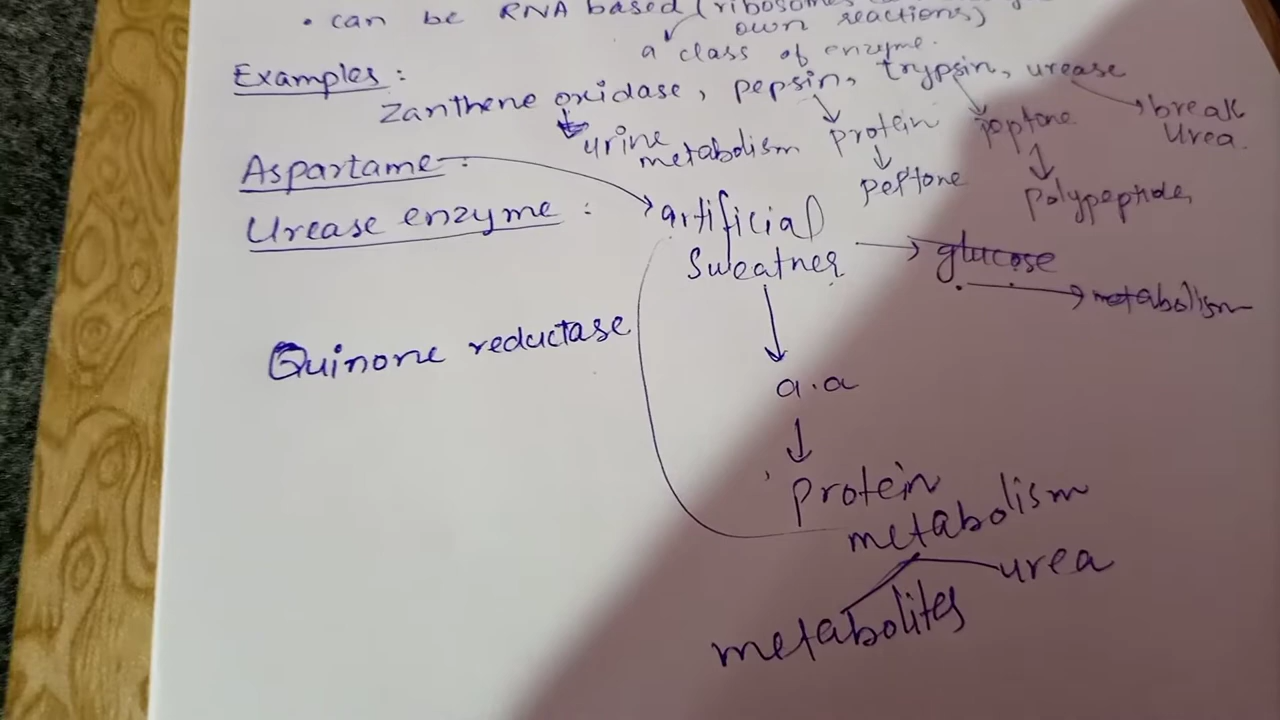 • can be RNA based (ribosomes
own reactions)
a class of enzyme.
Examples :
Zanthene oxidase, pepsin, trypsin, urease
urine metabolism
protein
↓
peptone
peptone
↓
polypeptide,
break Urea.
Aspartame :
Urease enzyme :
artificial
Sweatner → glucose
→ metabolism
↓
a.a
↓
Protein
metabolism
urea
metabolites
Quinone reductase